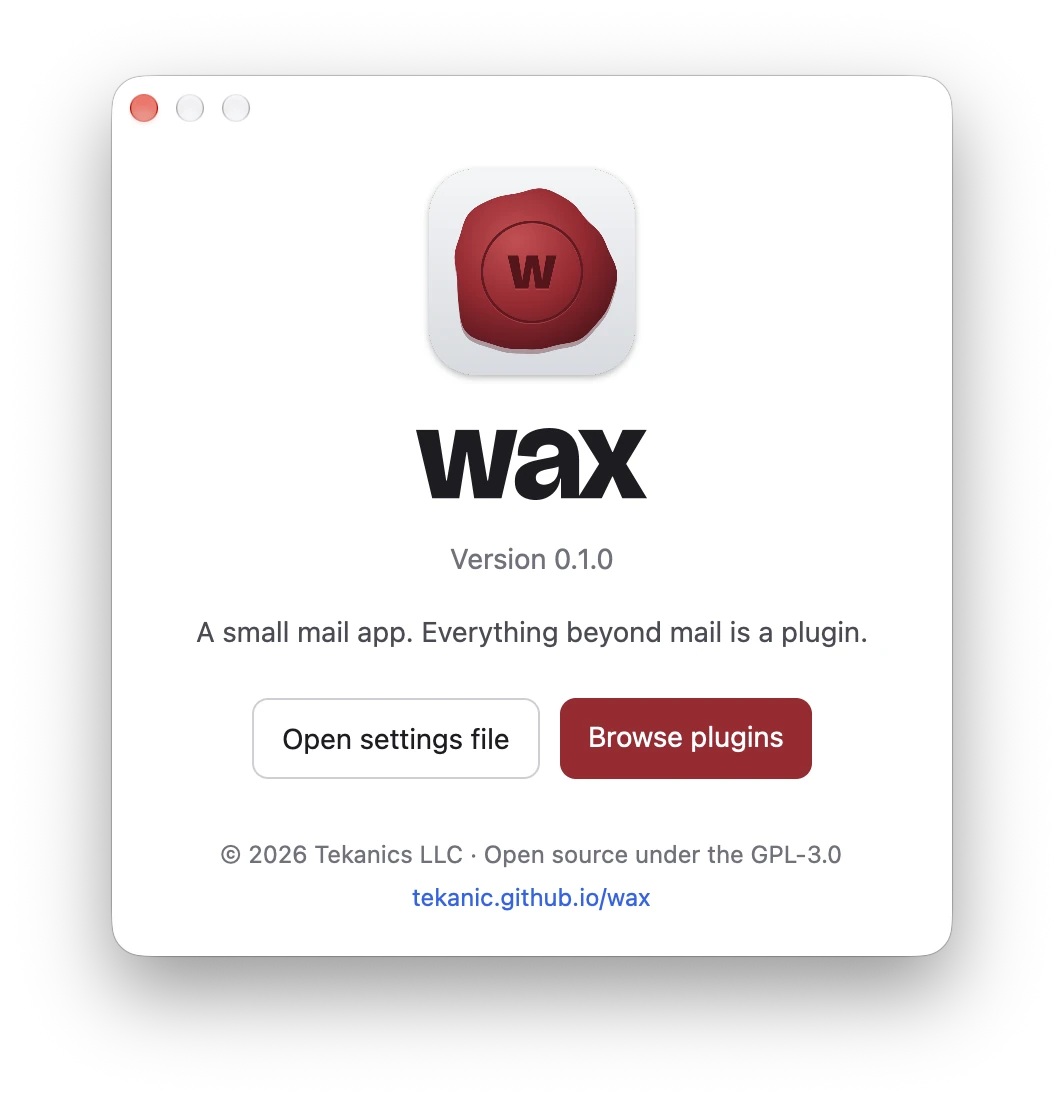 W
wax
Version 0.1.0
A small mail app. Everything beyond mail is a plugin.
Open settings file
Browse plugins
© 2026 Tekanics LLC · Open source under the GPL-3.0
tekanic.github.io/wax